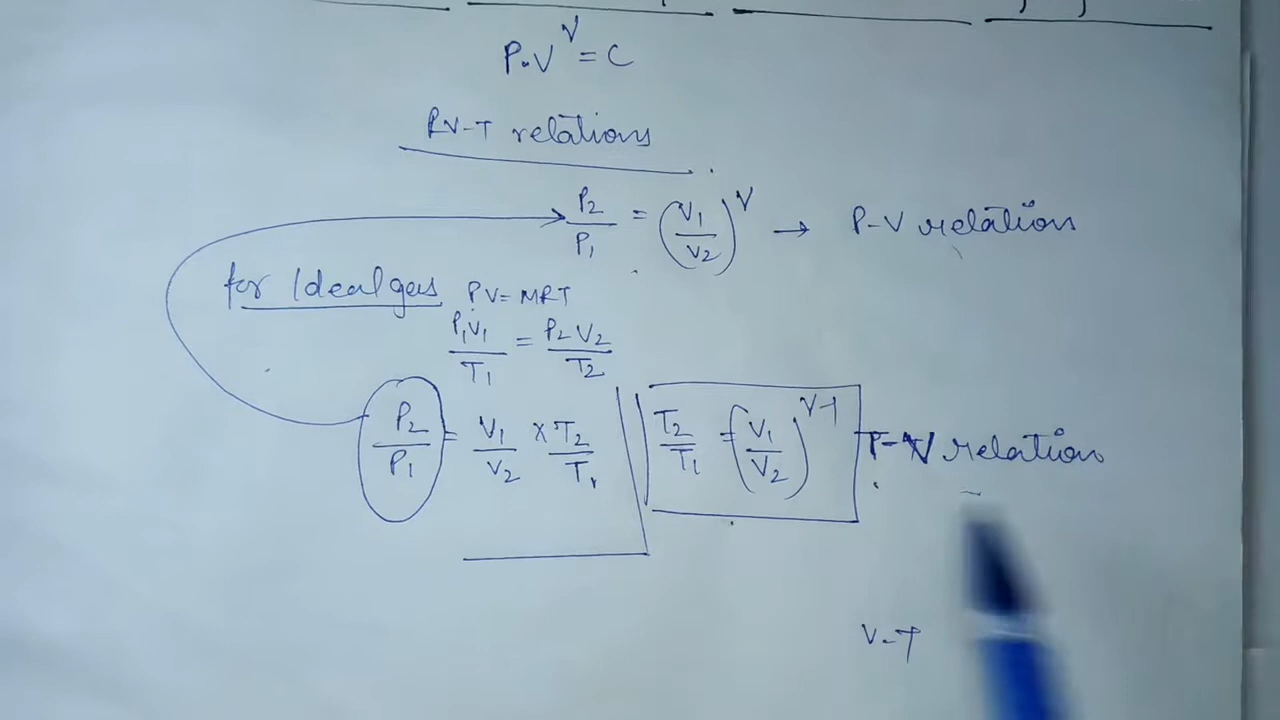 P.V^γ = C
PV-T relations
P2/P1 = (V1/V2)^γ → P-V relation
for Ideal gas PV = MRT
P1V1/T1 = P2V2/T2
P2/P1 = V1/V2 × T2/T1 T2/T1 = (V1/V2)^γ-1 T-V relation
V-T